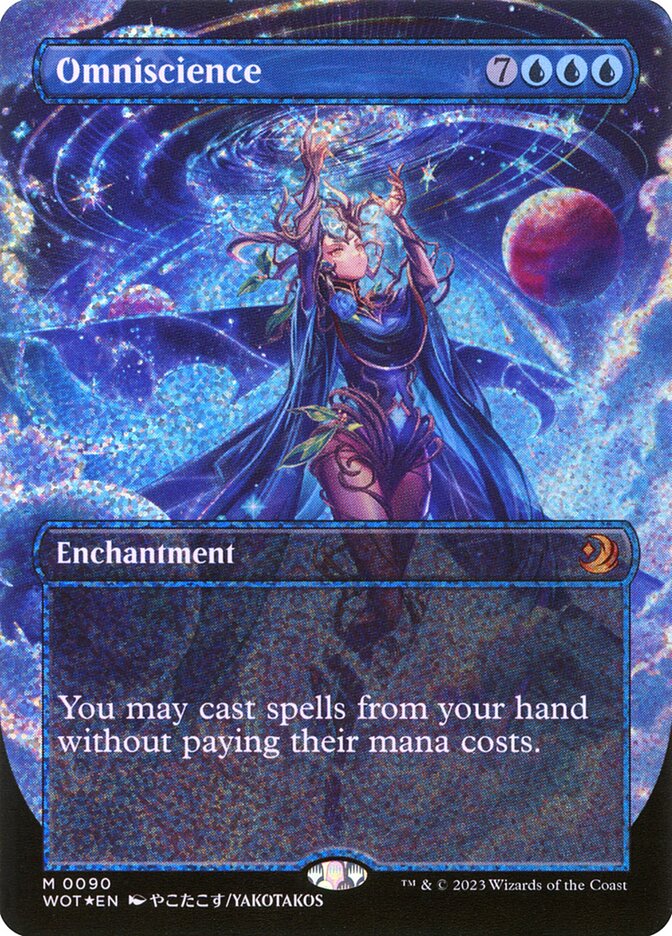 Omniscience 7
Enchantment
You may cast spells from your hand
without paying their mana costs.
M 0090
WOT★EN やこたこす/YAKOTAKOS
™ & © 2023 Wizards of the Coast